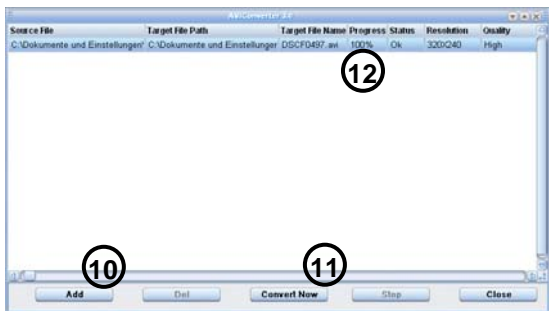 AviConverter 3.0
Source File Target File Path Target File Name Progress Status Resolution Quality
C:\Dokumente und Einstellungen\ C:\Dokumente und Einstellunger DSCF0497.avi 100% Ok 320x240 High
12
10 11
Add Del Convert Now Stop Close